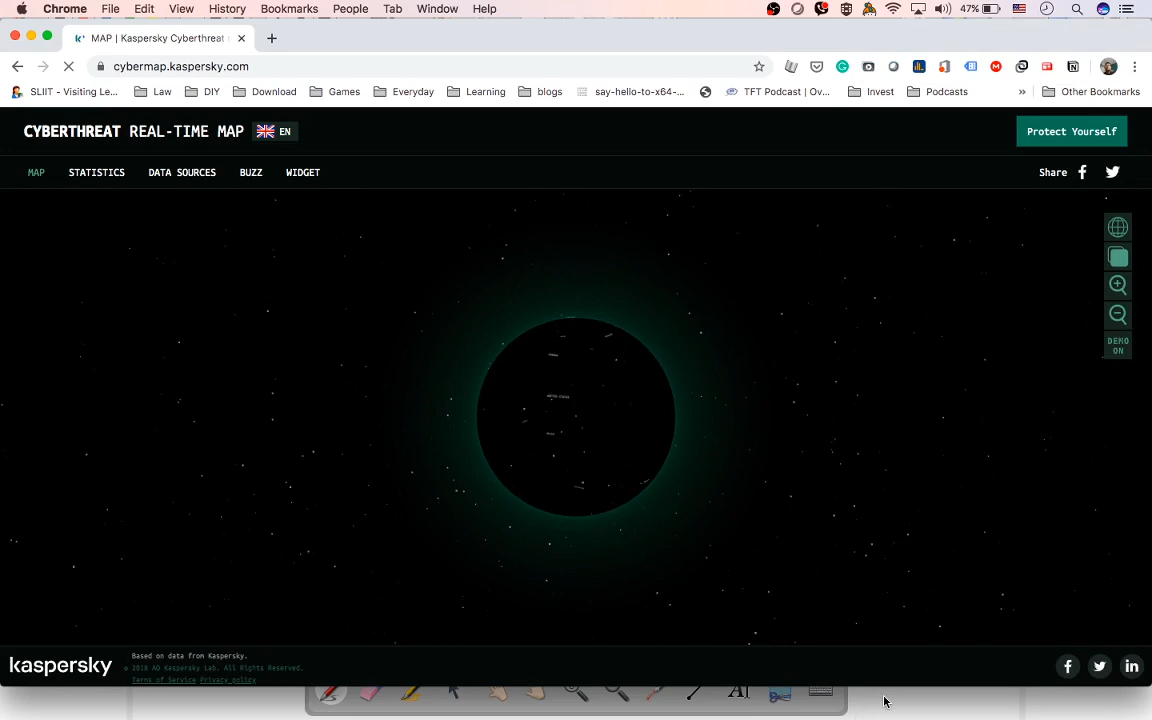 Chrome File Edit View History Bookmarks People Tab Window Help 47%
MAP | Kaspersky Cyberthreat
cybermap.kaspersky.com
SLIIT - Visiting Le... Law DIY Download Games Everyday Learning blogs say-hello-to-x64-... TFT Podcast | Ov... Invest Podcasts » Other Bookmarks
CYBERTHREAT REAL-TIME MAP EN Protect Yourself
MAP STATISTICS DATA SOURCES BUZZ WIDGET Share
DEMO
ON
kaspersky
Based on data from Kaspersky.
© 2018 AO Kaspersky Lab. All Rights Reserved.
Terms of Service Privacy policy